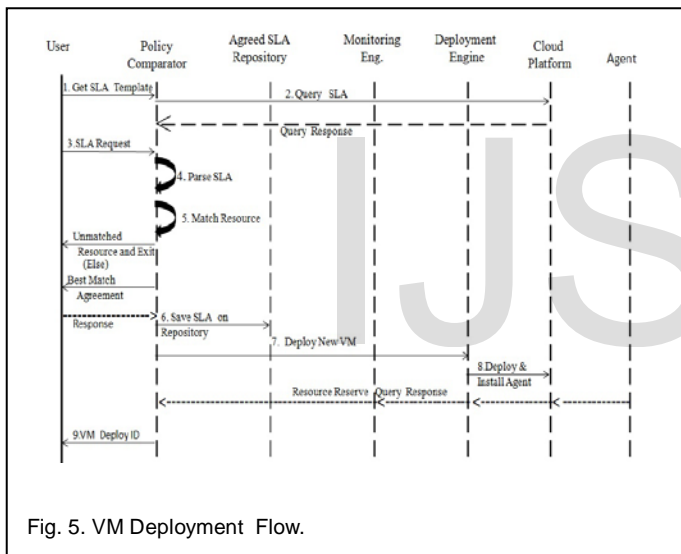 User
Policy
Comparator
Agreed SLA
Repository
Monitoring
Eng.
Deployment
Engine
Cloud
Platform
Agent
1. Get SLA Template
2. Query SLA
Query Response
3.SLA Request
4. Parse SLA
5. Match Resource
Unmatched
Resource and Exit
(Else)
Best Match
Agreement
Response
6. Save SLA on
Repository
7. Deploy New VM
8.Deploy &
Install Agent
Resource Reserve Query Response
9.VM Deploy ID
IJS
Fig. 5. VM Deployment Flow.